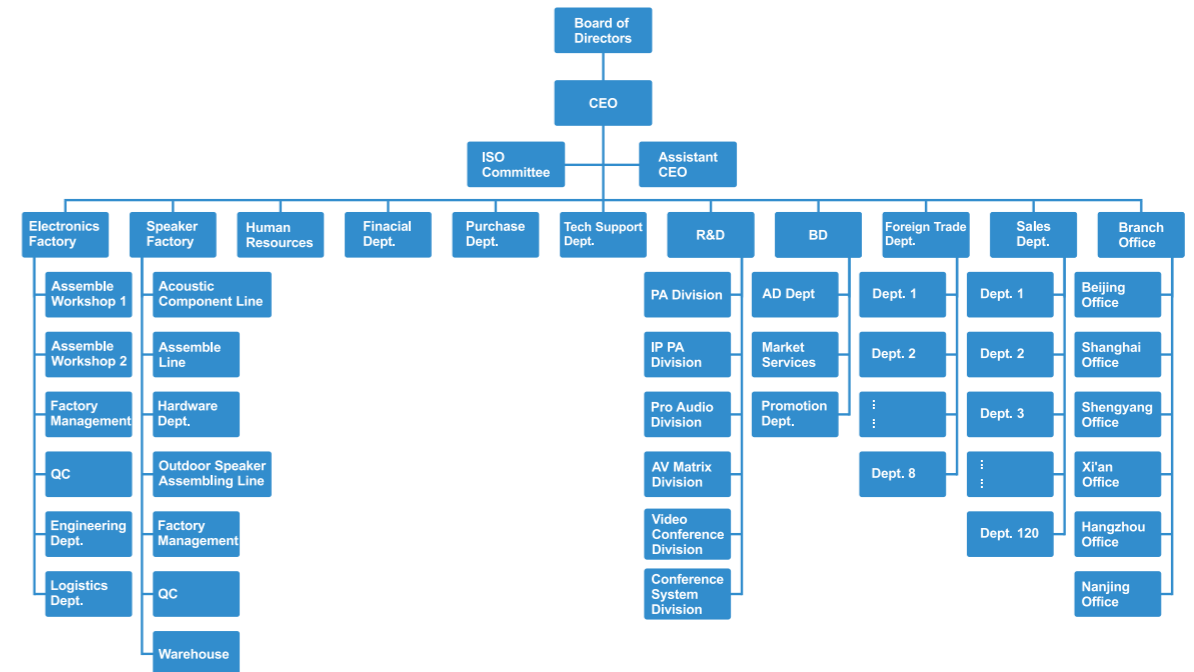 Board of
Directors
CEO
ISO
Committee
Assistant
CEO
Electronics
Factory
Speaker
Factory
Human
Resources
Finacial
Dept.
Purchase
Dept.
Tech Support
Dept.
R&D
BD
Foreign Trade
Dept.
Sales
Dept.
Branch
Office
Assemble
Workshop 1
Assemble
Workshop 2
Factory
Management
QC
Engineering
Dept.
Logistics
Dept.
Acoustic
Component Line
Assemble
Line
Hardware
Dept.
Outdoor Speaker
Assembling Line
Factory
Management
QC
Warehouse
PA Division
IP PA
Division
Pro Audio
Division
AV Matrix
Division
Video
Conference
Division
Conference
System
Division
AD Dept
Market
Services
Promotion
Dept.
Dept. 1
Dept. 2
⋮
⋮
Dept. 8
Dept. 1
Dept. 2
Dept. 3
⋮
⋮
Dept. 120
Beijing
Office
Shanghai
Office
Shengyang
Office
Xi'an
Office
Hangzhou
Office
Nanjing
Office